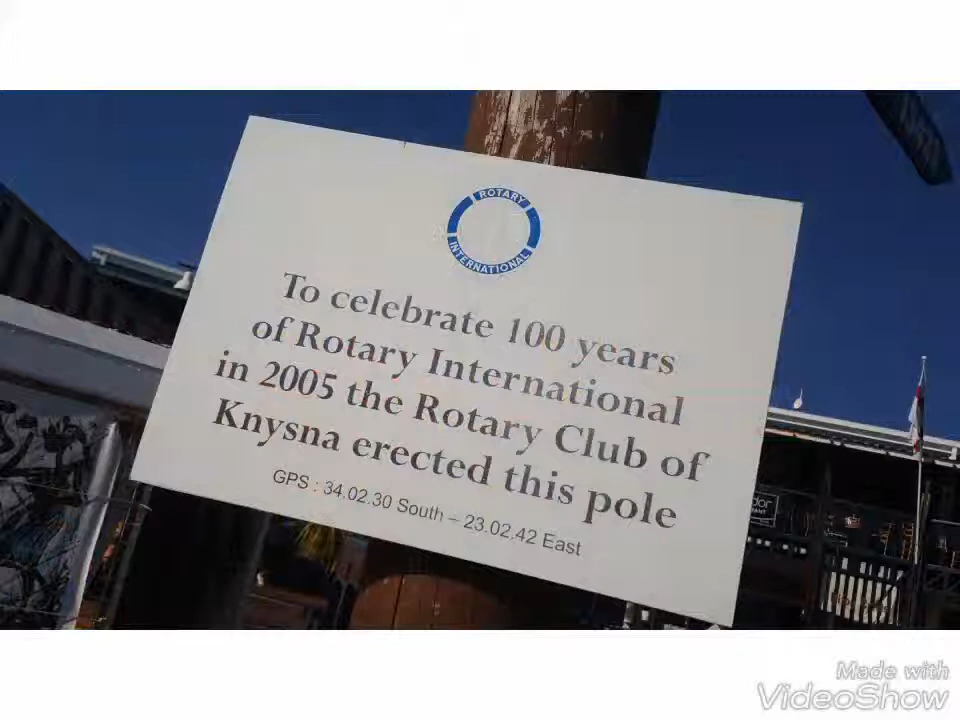 ROTARY
INTERNATIONAL
To celebrate 100 years
of Rotary International
in 2005 the Rotary Club of
Knysna erected this pole
GPS : 34.02.30 South – 23.02.42 East
Made with
VideoShow